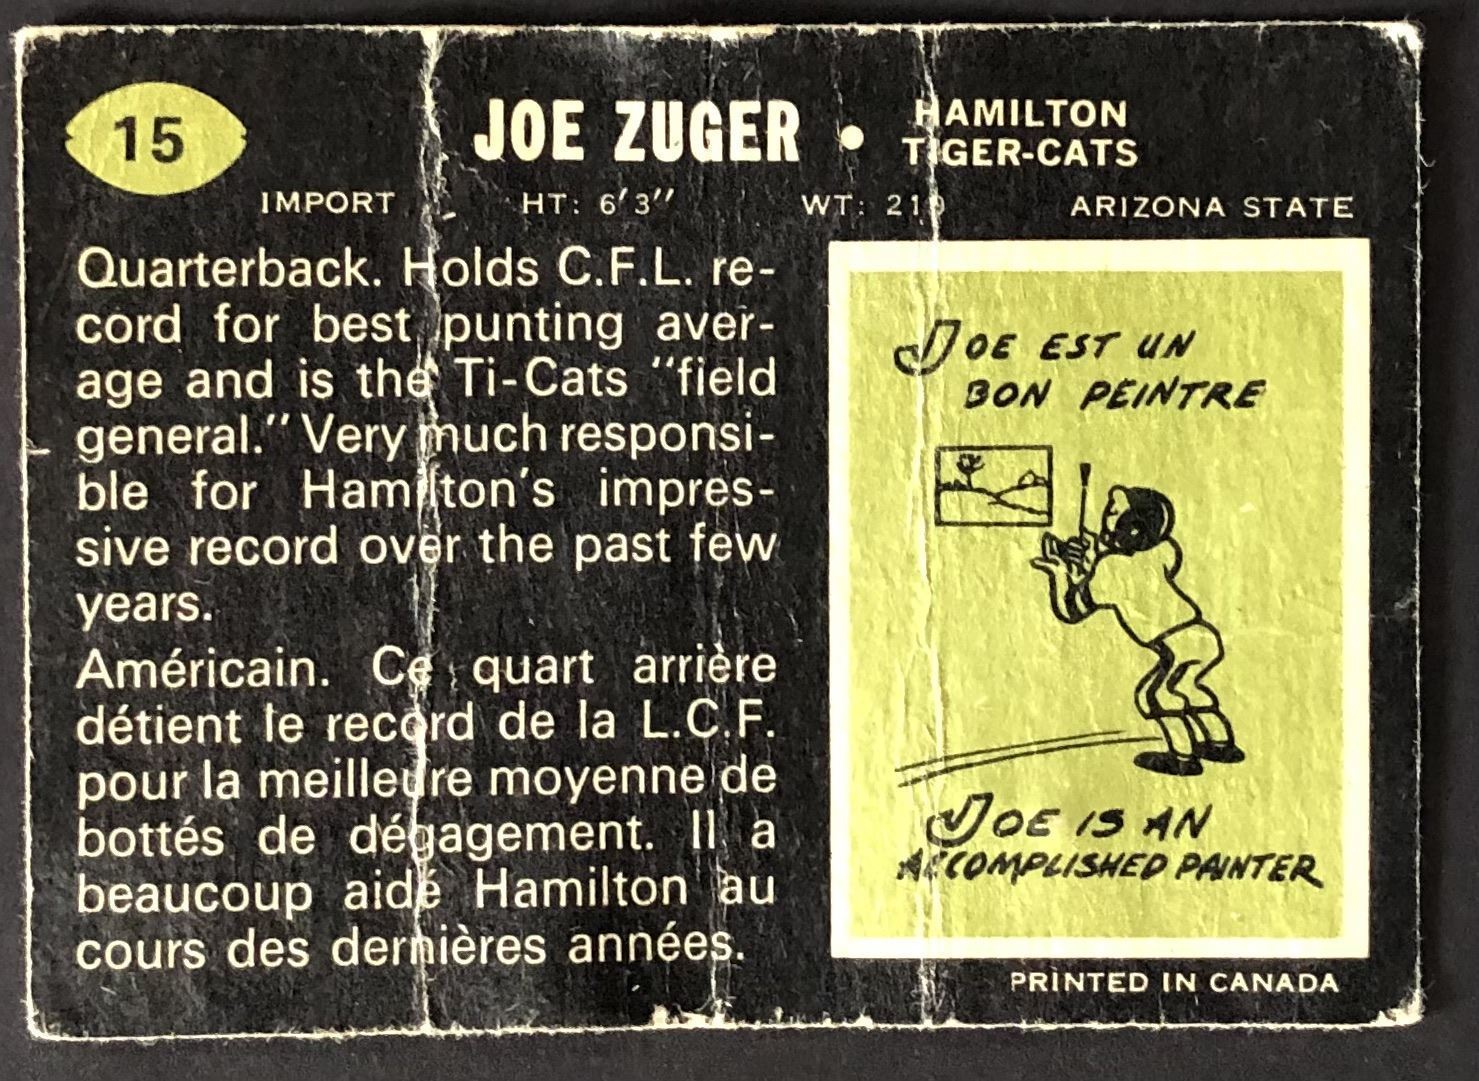 15
JOE ZUGER • HAMILTON
TIGER-CATS
IMPORT HT: 6'3" WT: ARIZONA STATE
Quarterback. Holds C.F.L. re-
cord for best punting aver-
age and is the Ti-Cats "field
general." Very much responsi-
ble for Hamilton's impres-
sive record over the past few
years.
Américain. Ce quart arrière
détient le record de la L.C.F.
pour la meilleure moyenne de
bottés de dégagement. Il a
beaucoup aidé Hamilton au
cours des dernières années.
JOE EST UN
BON PEINTRE
JOE IS AN
ACCOMPLISHED PAINTER
PRINTED IN CANADA